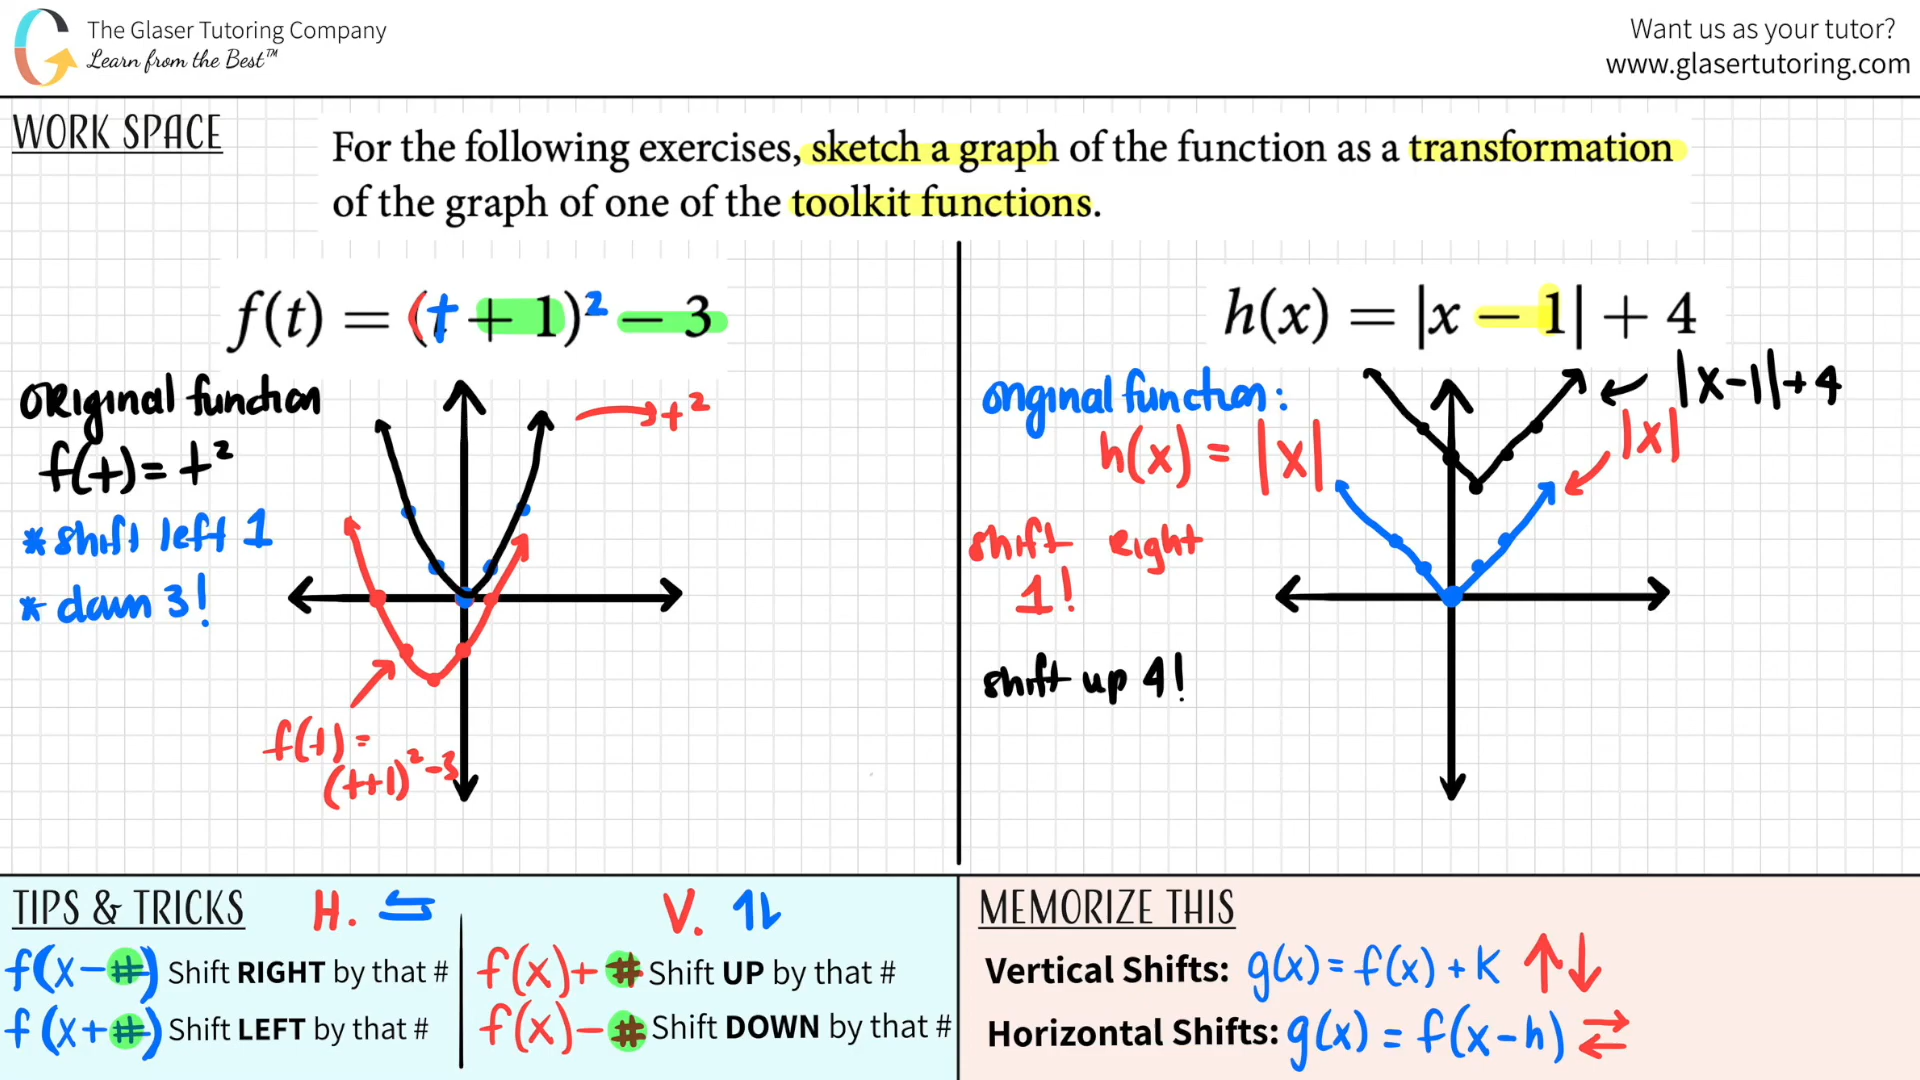 The Glaser Tutoring Company
Learn from the Best™
Want us as your tutor?
www.glasertutoring.com
WORK SPACE
For the following exercises, sketch a graph of the function as a transformation
of the graph of one of the toolkit functions.
f(t) = (t + 1)² − 3
original function
f(t) = t²
* shift left 1
* down 3!
t²
f(t) =
(t+1)² -3
h(x) = |x − 1| + 4
original function:
h(x) = |x|
shift right
1!
shift up 4!
|x-1|+4
|x|
TIPS & TRICKS
H.
f(x-#) Shift RIGHT by that #
f(x+#) Shift LEFT by that #
V.
f(x)+ # Shift UP by that #
f(x)- # Shift DOWN by that #
MEMORIZE THIS
Vertical Shifts: g(x) = f(x) + K
Horizontal Shifts: g(x) = f(x-h)